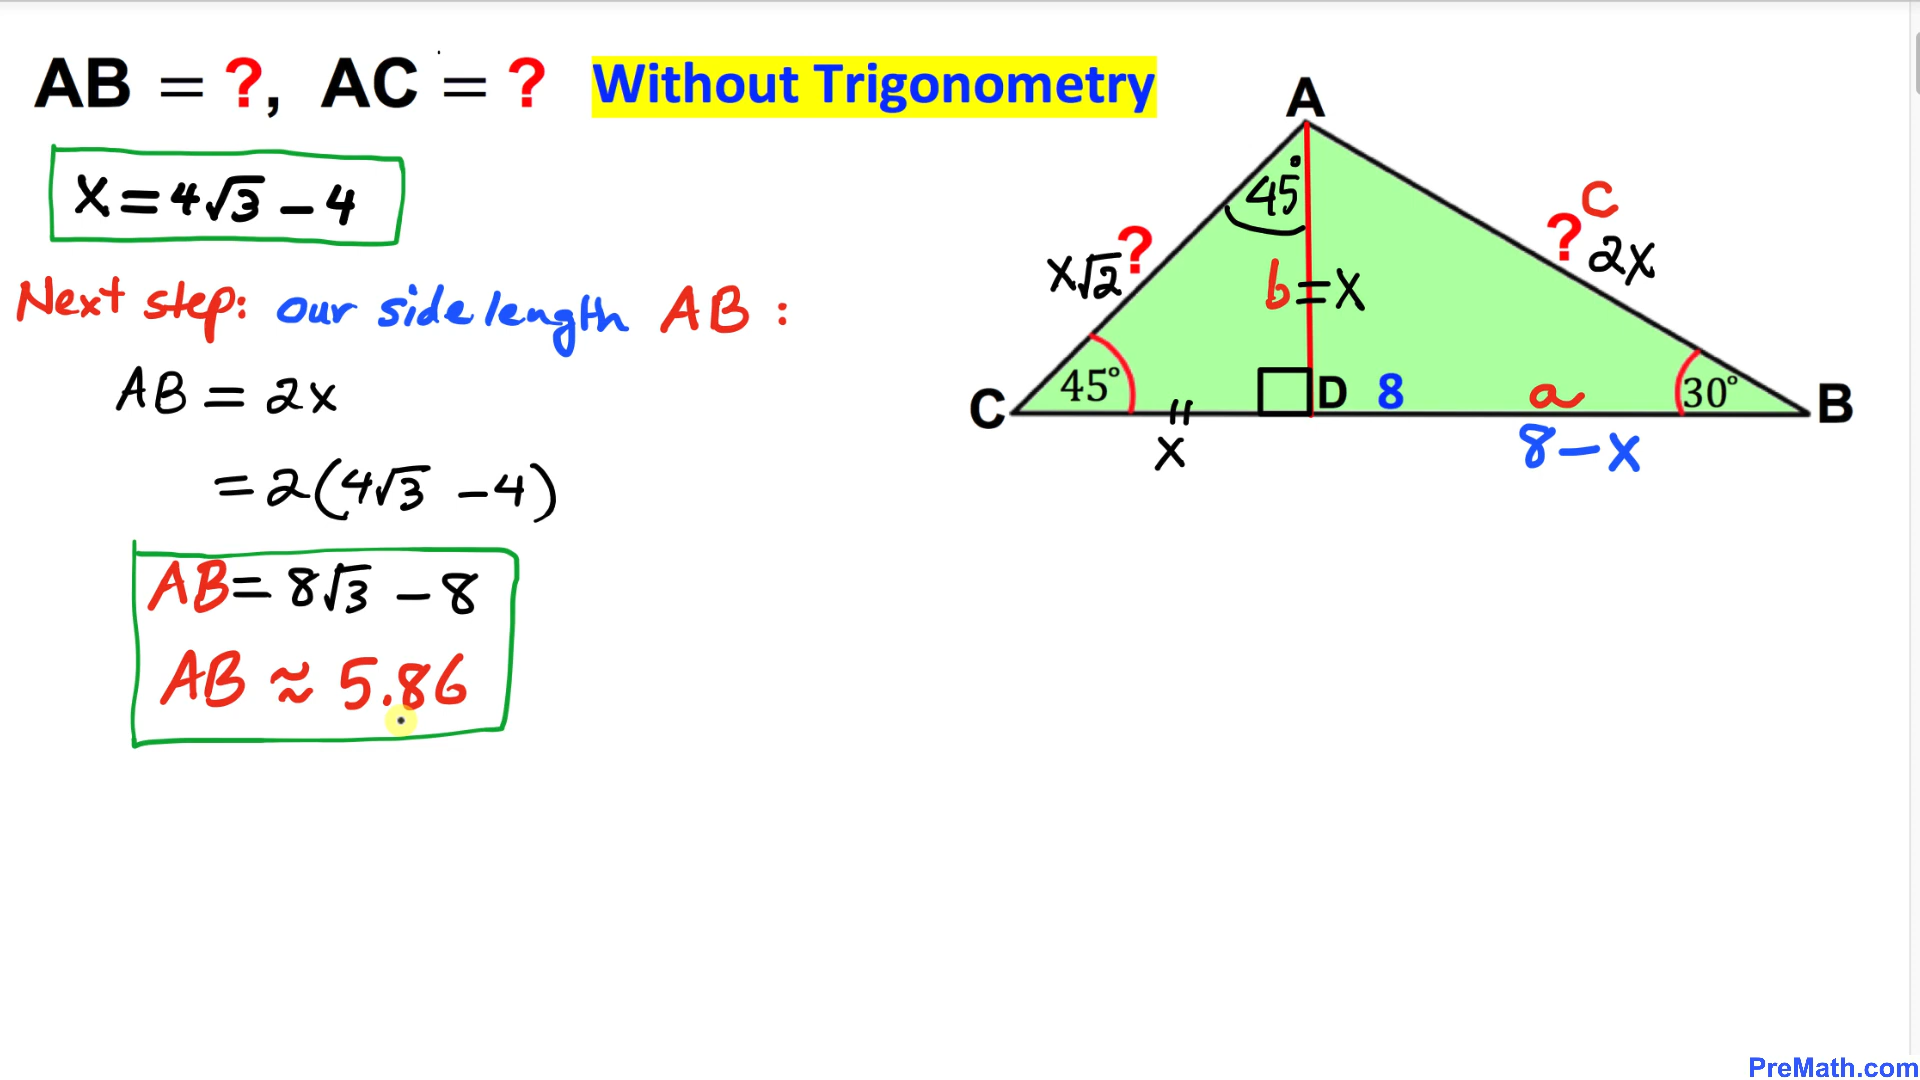 AB = ?, AC = ? Without Trigonometry
x = 4√3 - 4
Next step: our side length AB :
AB = 2x
= 2(4√3 - 4)
AB = 8√3 - 8
AB ≈ 5.86
A
45°
x√2 ?
b = x
? c
2x
C
45°
D
8
a
30°
B
x
8 - x
PreMath.com